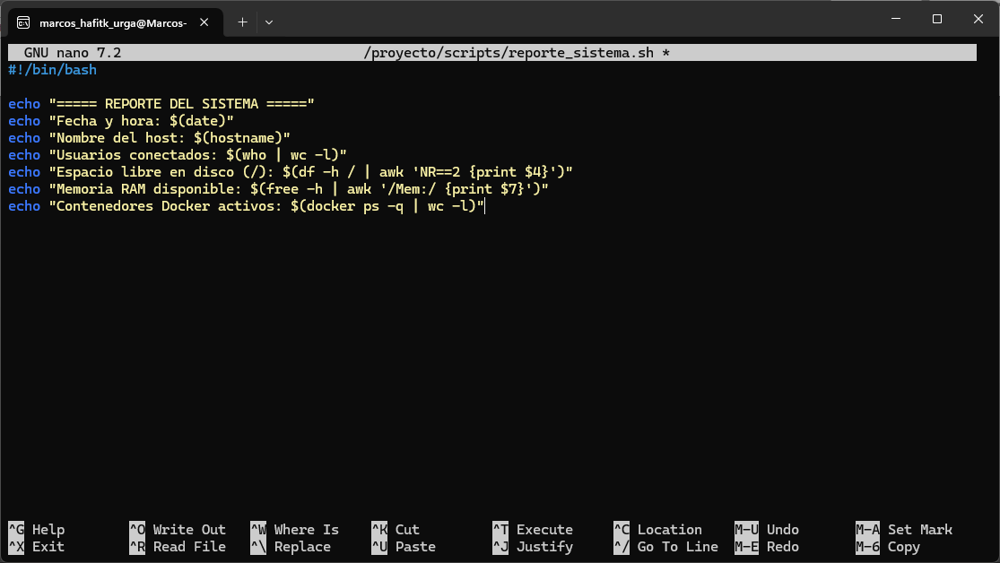 marcos_hafitk_urga@Marcos-
GNU nano 7.2 /proyecto/scripts/reporte_sistema.sh *
#!/bin/bash
echo "===== REPORTE DEL SISTEMA ====="
echo "Fecha y hora: $(date)"
echo "Nombre del host: $(hostname)"
echo "Usuarios conectados: $(who | wc -l)"
echo "Espacio libre en disco (/): $(df -h / | awk 'NR==2 {print $4}')"
echo "Memoria RAM disponible: $(free -h | awk '/Mem:/ {print $7}')"
echo "Contenedores Docker activos: $(docker ps -q | wc -l)"
^G Help ^O Write Out ^W Where Is ^K Cut ^T Execute ^C Location M-U Undo M-A Set Mark
^X Exit ^R Read File ^\ Replace ^U Paste ^J Justify ^/ Go To Line M-E Redo M-6 Copy